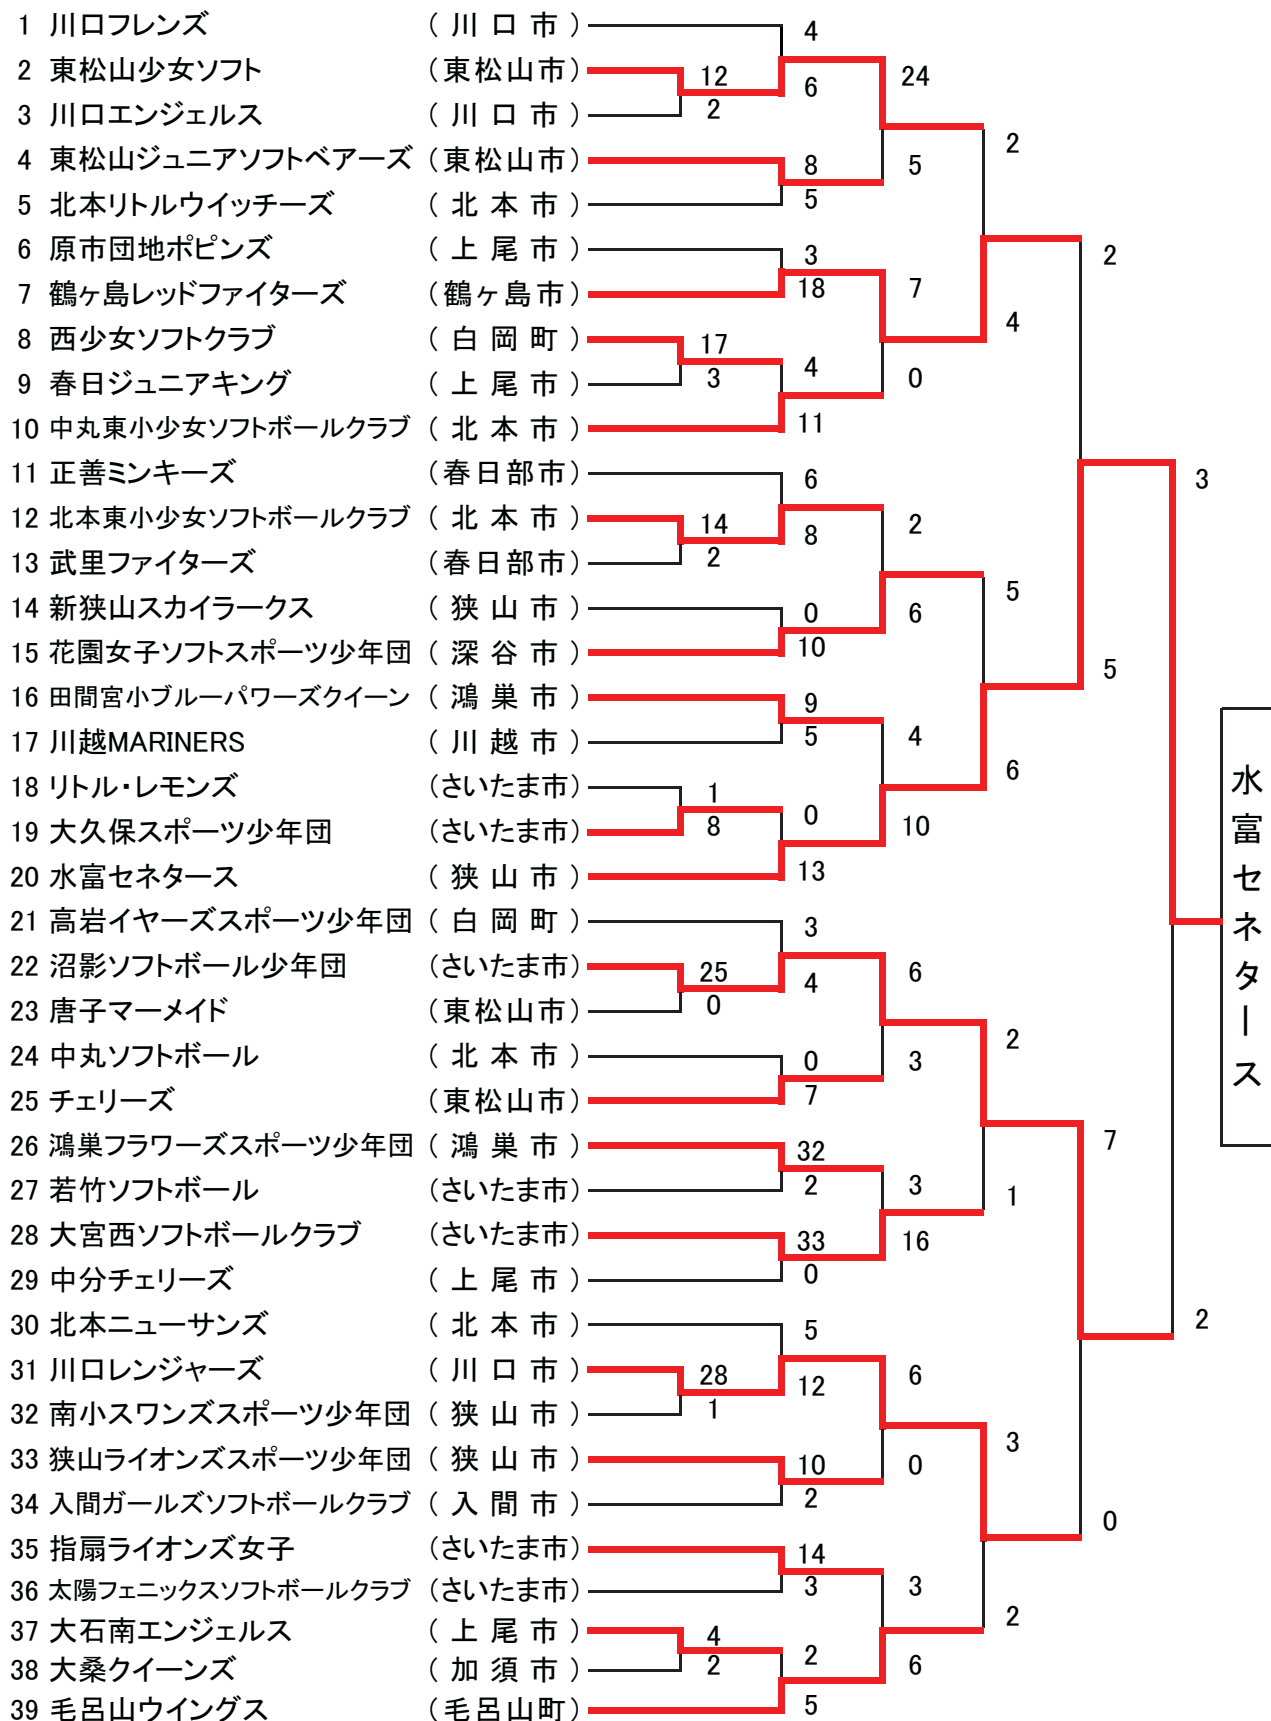 1 川口フレンズ (川口市) 4
2 東松山少女ソフト (東松山市) 12 6 24
3 川口エンジェルス (川口市) 2
4 東松山ジュニアソフトベアーズ (東松山市) 8 5 2
5 北本リトルウイッチーズ (北本市) 5
6 原市団地ポピンズ (上尾市) 3 2
7 鶴ヶ島レッドファイターズ (鶴ヶ島市) 18 7
8 西少女ソフトクラブ (白岡町) 17 4
9 春日ジュニアキング (上尾市) 3 4 0
10 中丸東小少女ソフトボールクラブ (北本市) 11
11 正善ミンキーズ (春日部市) 6 3
12 北本東小少女ソフトボールクラブ (北本市) 14 8 2
13 武里ファイターズ (春日部市) 2
14 新狭山スカイラークス (狭山市) 0 6 5
15 花園女子ソフトスポーツ少年団 (深谷市) 10
16 田間宮小ブルーパワーズクイーン (鴻巣市) 9 5
17 川越MARINERS (川越市) 5 4
18 リトル・レモンズ (さいたま市) 1 6
19 大久保スポーツ少年団 (さいたま市) 8 0 10
20 水富セネタース (狭山市) 13
21 高岩イヤーズスポーツ少年団 (白岡町) 3
22 沼影ソフトボール少年団 (さいたま市) 25 4 6
23 唐子マーメイド (東松山市) 0
24 中丸ソフトボール (北本市) 0 3 2
25 チェリーズ (東松山市) 7
26 鴻巣フラワーズスポーツ少年団 (鴻巣市) 32 7
27 若竹ソフトボール (さいたま市) 2 3 1
28 大宮西ソフトボールクラブ (さいたま市) 33 16
29 中分チェリーズ (上尾市) 0
30 北本ニューサンズ (北本市) 5 2
31 川口レンジャーズ (川口市) 28 12 6
32 南小スワンズスポーツ少年団 (狭山市) 1
33 狭山ライオンズスポーツ少年団 (狭山市) 10 0 3
34 入間ガールズソフトボールクラブ (入間市) 2 0
35 指扇ライオンズ女子 (さいたま市) 14
36 太陽フェニックスソフトボールクラブ (さいたま市) 3 3
37 大石南エンジェルス (上尾市) 4 2
38 大桑クイーンズ (加須市) 2 2 6
39 毛呂山ウイングス (毛呂山町) 5
水富セネタース